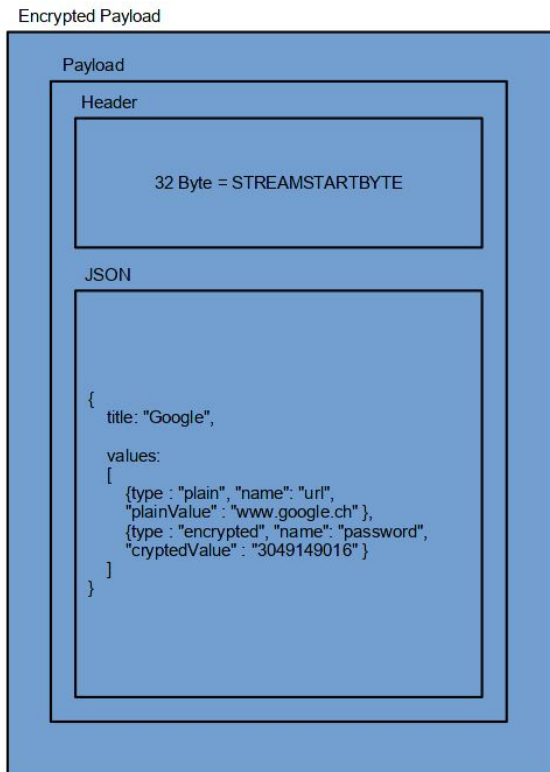 Encrypted Payload
Payload
Header
32 Byte = STREAMSTARTBYTE
JSON
{
title: "Google",
values:
[
{type : "plain", "name": "url",
"plainValue" : "www.google.ch" },
{type : "encrypted", "name": "password",
"cryptedValue" : "3049149016" }
]
}